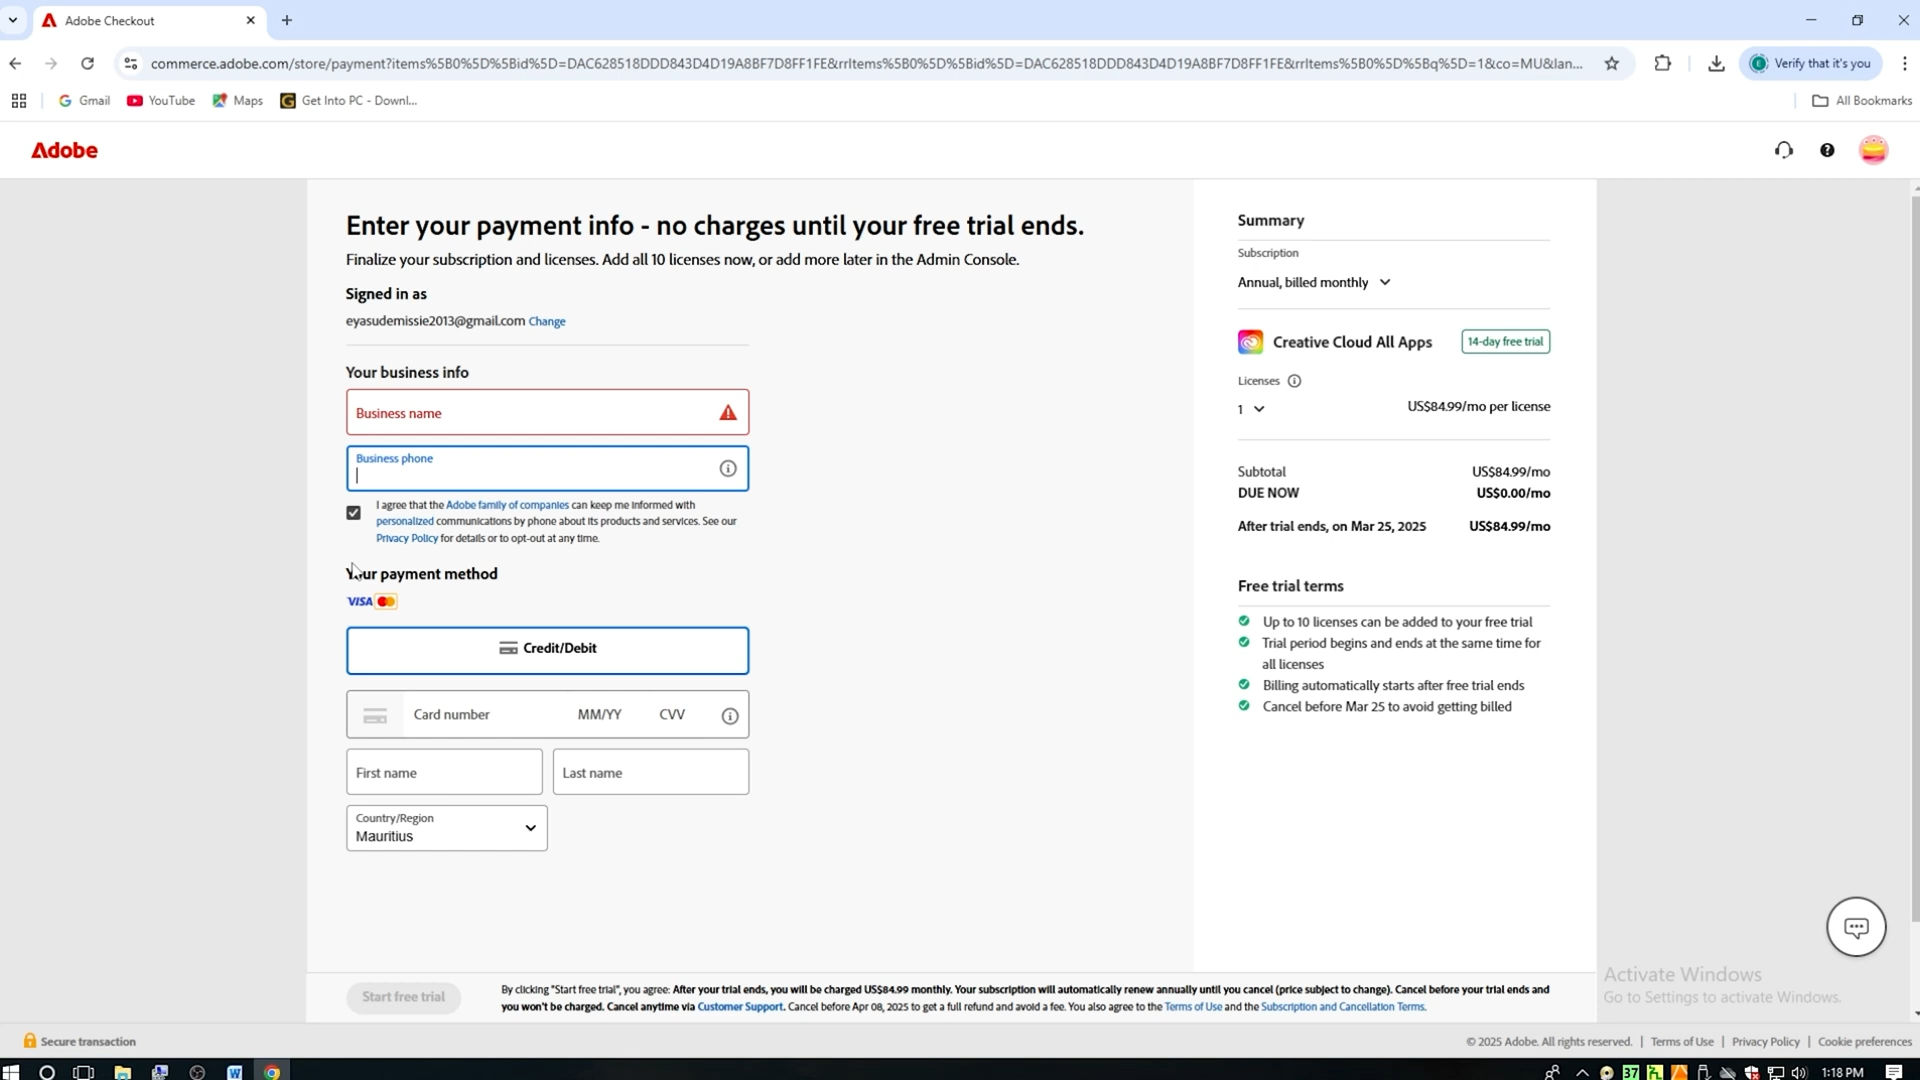 Adobe Checkout
commerce.adobe.com/store/payment?items%5B0%5D%5Bid%5D=DAC628518DDD843D4D19A8BF7D8FF1FE&rrItems%5B0%5D%5Bid%5D=DAC628518DDD843D4D19A8BF7D8FF1FE&rrItems%5B0%5D%5Bq%5D=1&co=MU&lan...
Verify that it's you
Gmail
YouTube
Maps
Get Into PC - Downl...
All Bookmarks
Adobe
Enter your payment info - no charges until your free trial ends.
Finalize your subscription and licenses. Add all 10 licenses now, or add more later in the Admin Console.
Signed in as
eyasudemissie2013@gmail.com Change
Your business info
Business name
Business phone
I agree that the Adobe family of companies can keep me informed with
personalized communications by phone about its products and services. See our
Privacy Policy for details or to opt-out at any time.
Your payment method
VISA
Credit/Debit
Card number MM/YY CVV
First name
Last name
Country/Region
Mauritius
Summary
Subscription
Annual, billed monthly
Creative Cloud All Apps
14-day free trial
Licenses
1
US$84.99/mo per license
Subtotal US$84.99/mo
DUE NOW US$0.00/mo
After trial ends, on Mar 25, 2025 US$84.99/mo
Free trial terms
Up to 10 licenses can be added to your free trial
Trial period begins and ends at the same time for
all licenses
Billing automatically starts after free trial ends
Cancel before Mar 25 to avoid getting billed
Start free trial
By clicking "Start free trial", you agree: After your trial ends, you will be charged US$84.99 monthly. Your subscription will automatically renew annually until you cancel (price subject to change). Cancel before your trial ends and
you won't be charged. Cancel anytime via Customer Support. Cancel before Apr 08, 2025 to get a full refund and avoid a fee. You also agree to the Terms of Use and the Subscription and Cancellation Terms.
Activate Windows
Go to Settings to activate Windows.
Secure transaction
© 2025 Adobe. All rights reserved. | Terms of Use | Privacy Policy | Cookie preferences
37
1:18 PM